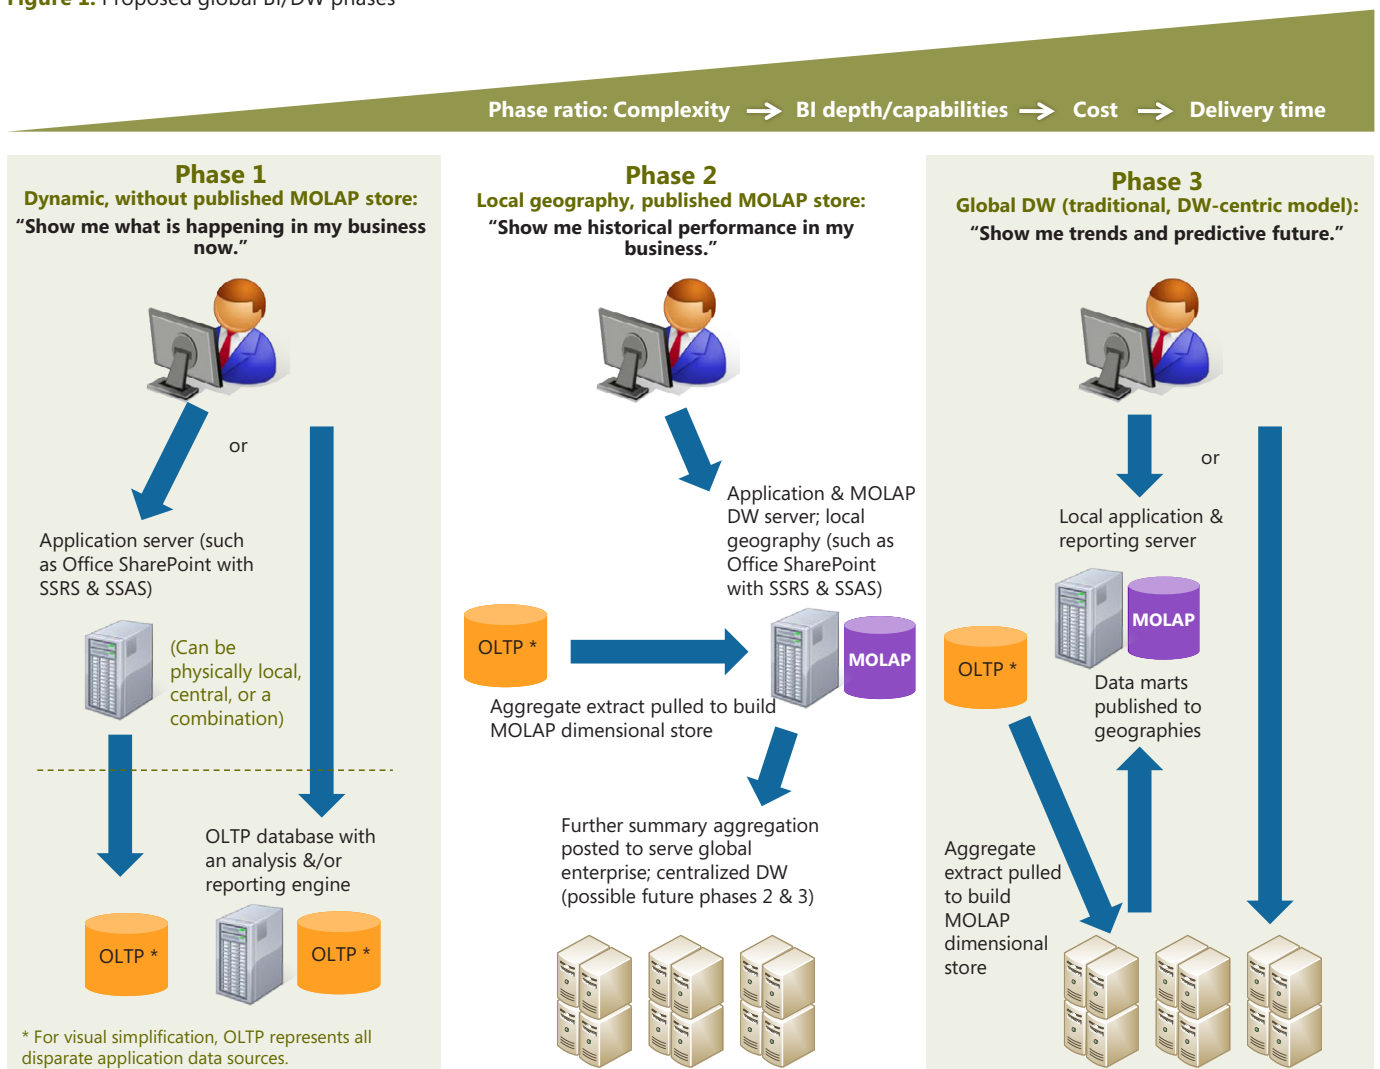 Figure 1. Proposed global BI/DW phases
Phase ratio: Complexity → BI depth/capabilities → Cost → Delivery time
Phase 1
Dynamic, without published MOLAP store:
“Show me what is happening in my business
now.”
or
Application server (such
as Office SharePoint with
SSRS & SSAS)
(Can be
physically local,
central, or a
combination)
OLTP database with
an analysis &/or
reporting engine
OLTP *
OLTP *
* For visual simplification, OLTP represents all
disparate application data sources.
Phase 2
Local geography, published MOLAP store:
“Show me historical performance in my
business.”
Application & MOLAP
DW server; local
geography (such as
Office SharePoint
with SSRS & SSAS)
OLTP *
MOLAP
Aggregate extract pulled to build
MOLAP dimensional store
Further summary aggregation
posted to serve global
enterprise; centralized DW
(possible future phases 2 & 3)
Phase 3
Global DW (traditional, DW-centric model):
“Show me trends and predictive future.”
or
Local application &
reporting server
MOLAP
OLTP *
Data marts
published to
geographies
Aggregate
extract pulled
to build
MOLAP
dimensional
store